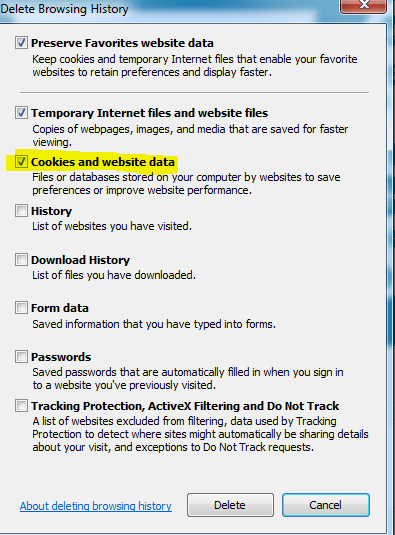 Delete Browsing History
Preserve Favorites website data
Keep cookies and temporary Internet files that enable your favorite
websites to retain preferences and display faster.
Temporary Internet files and website files
Copies of webpages, images, and media that are saved for faster
viewing.
Cookies and website data
Files or databases stored on your computer by websites to save
preferences or improve website performance.
History
List of websites you have visited.
Download History
List of files you have downloaded.
Form data
Saved information that you have typed into forms.
Passwords
Saved passwords that are automatically filled in when you sign in
to a website you've previously visited.
Tracking Protection, ActiveX Filtering and Do Not Track
A list of websites excluded from filtering, data used by Tracking
Protection to detect where sites might automatically be sharing details
about your visit, and exceptions to Do Not Track requests.
About deleting browsing history
Delete
Cancel